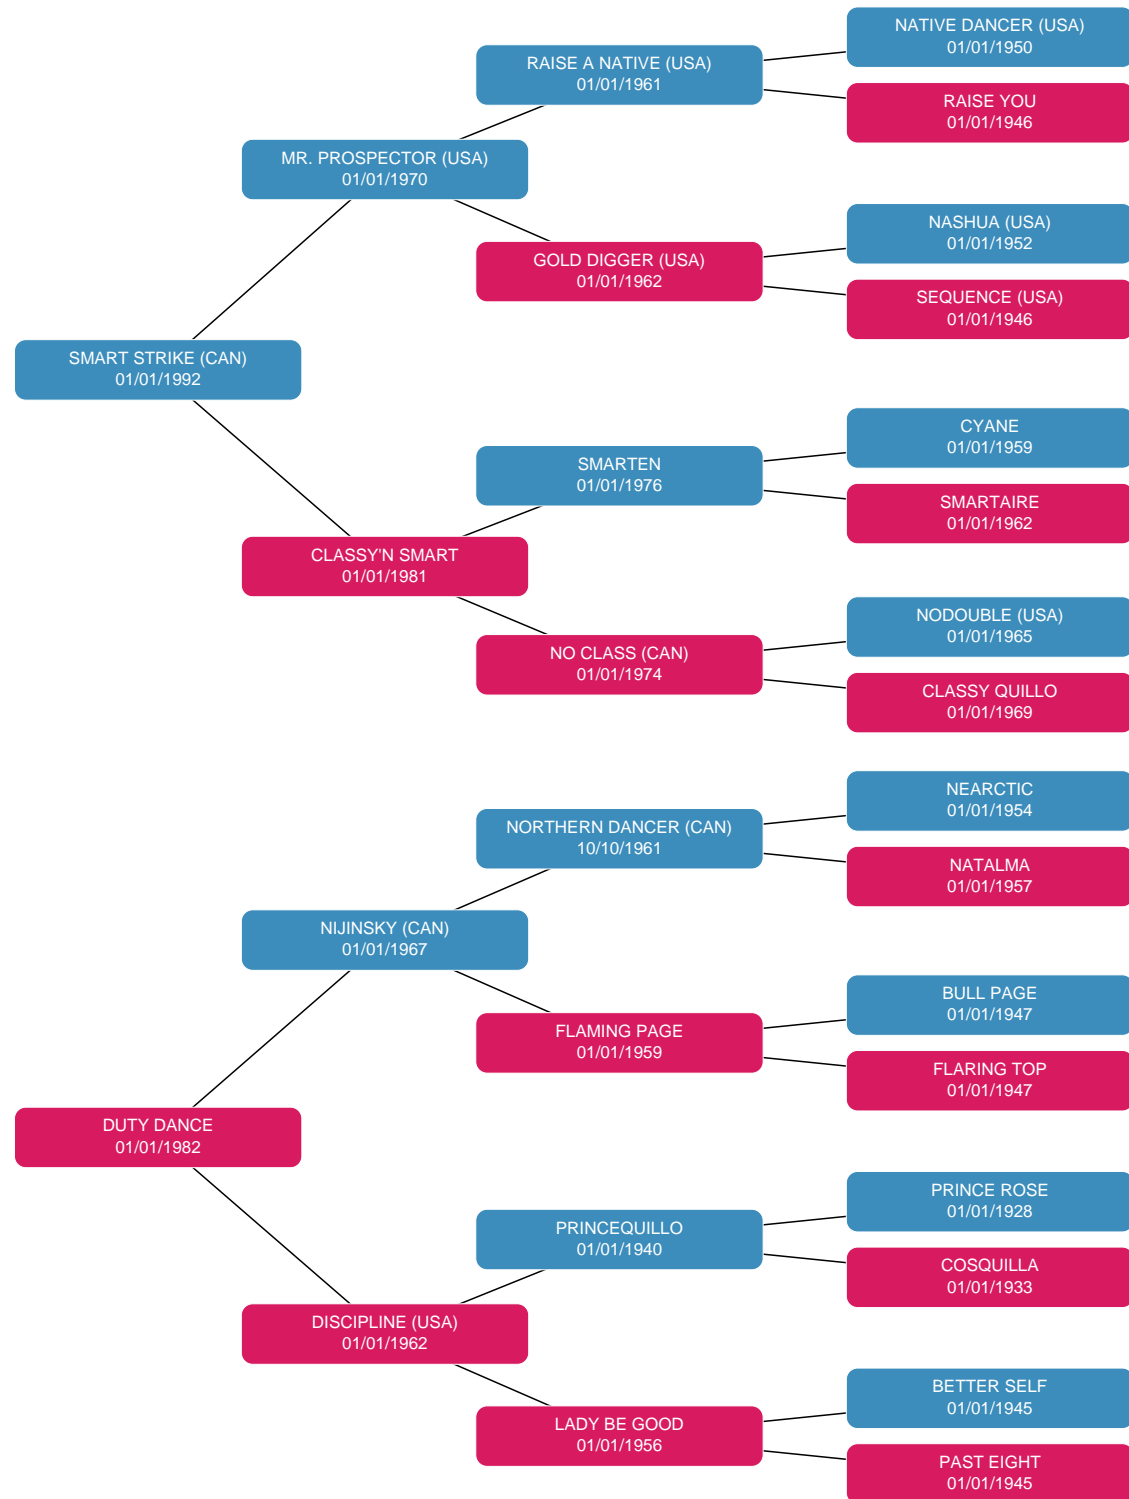 NATIVE DANCER (USA)
01/01/1950
RAISE A NATIVE (USA)
01/01/1961
RAISE YOU
01/01/1946
MR. PROSPECTOR (USA)
01/01/1970
NASHUA (USA)
01/01/1952
GOLD DIGGER (USA)
01/01/1962
SEQUENCE (USA)
01/01/1946
SMART STRIKE (CAN)
01/01/1992
CYANE
01/01/1959
SMARTEN
01/01/1976
SMARTAIRE
01/01/1962
CLASSY'N SMART
01/01/1981
NODOUBLE (USA)
01/01/1965
NO CLASS (CAN)
01/01/1974
CLASSY QUILLO
01/01/1969
NEARCTIC
01/01/1954
NORTHERN DANCER (CAN)
10/10/1961
NATALMA
01/01/1957
NIJINSKY (CAN)
01/01/1967
BULL PAGE
01/01/1947
FLAMING PAGE
01/01/1959
FLARING TOP
01/01/1947
DUTY DANCE
01/01/1982
PRINCE ROSE
01/01/1928
PRINCEQUILLO
01/01/1940
COSQUILLA
01/01/1933
DISCIPLINE (USA)
01/01/1962
BETTER SELF
01/01/1945
LADY BE GOOD
01/01/1956
PAST EIGHT
01/01/1945